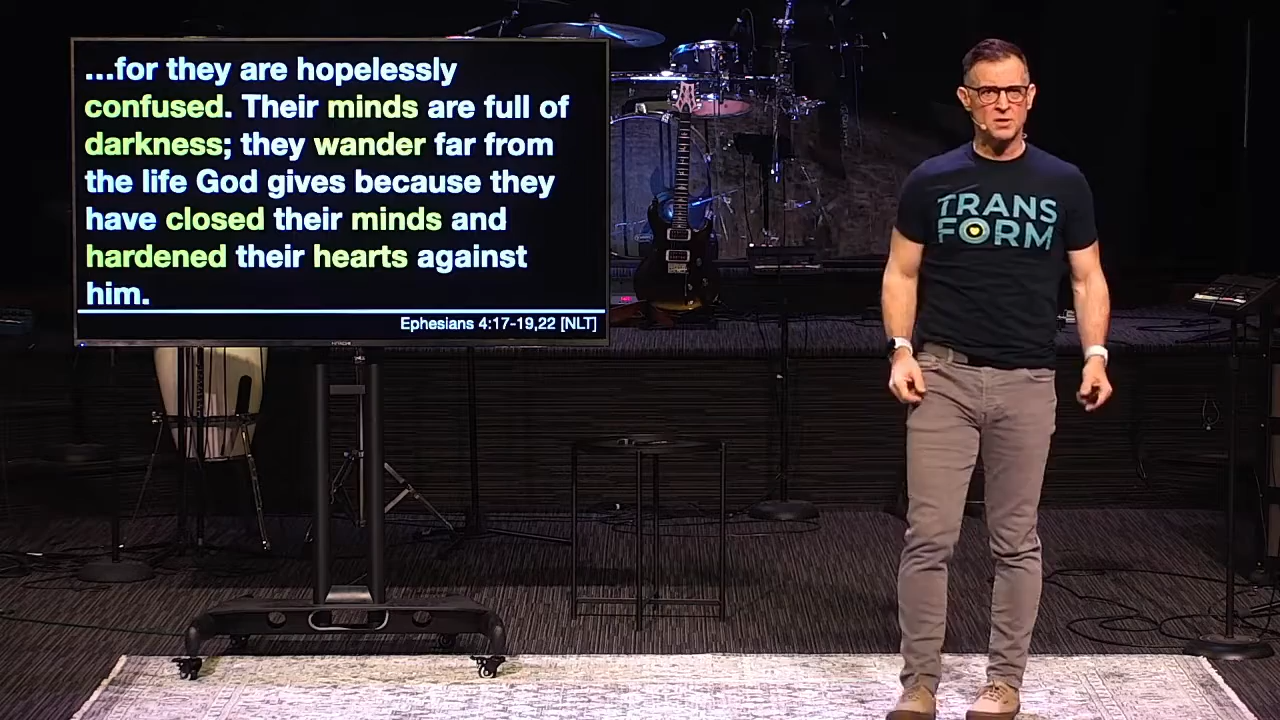 ...for they are hopelessly
confused. Their minds are full of
darkness; they wander far from
the life God gives because they
have closed their minds and
hardened their hearts against
him.
Ephesians 4:17-19,22 [NLT]
HITACHI
TRANS
FORM